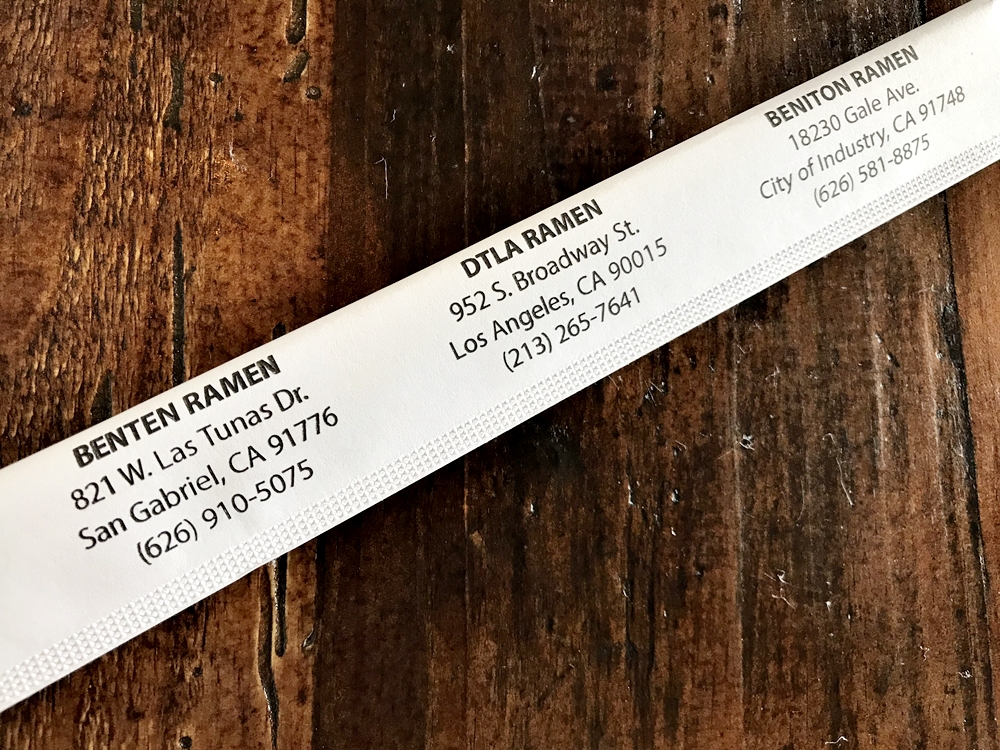 BENTEN RAMEN
821 W. Las Tunas Dr.
San Gabriel, CA 91776
(626) 910-5075
DTLA RAMEN
952 S. Broadway St.
Los Angeles, CA 90015
(213) 265-7641
BENITON RAMEN
18230 Gale Ave.
City of Industry, CA 91748
(626) 581-8875